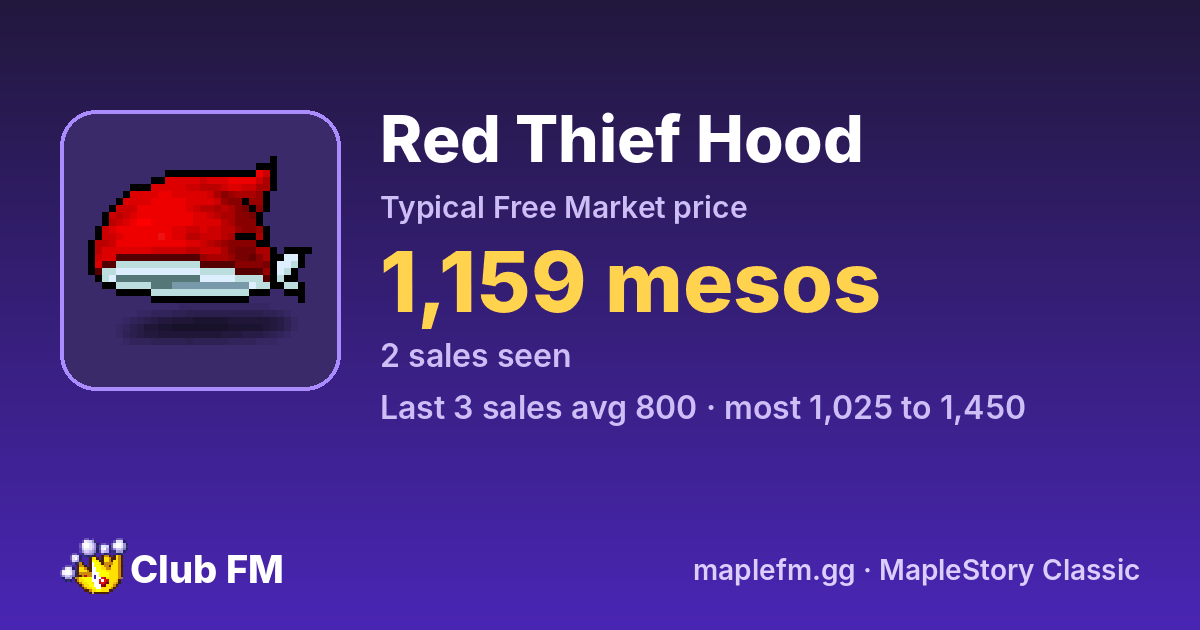 Red Thief Hood
Typical Free Market price
1,159 mesos
2 sales seen
Last 3 sales avg 800 · most 1,025 to 1,450
Club FM
maplefm.gg · MapleStory Classic